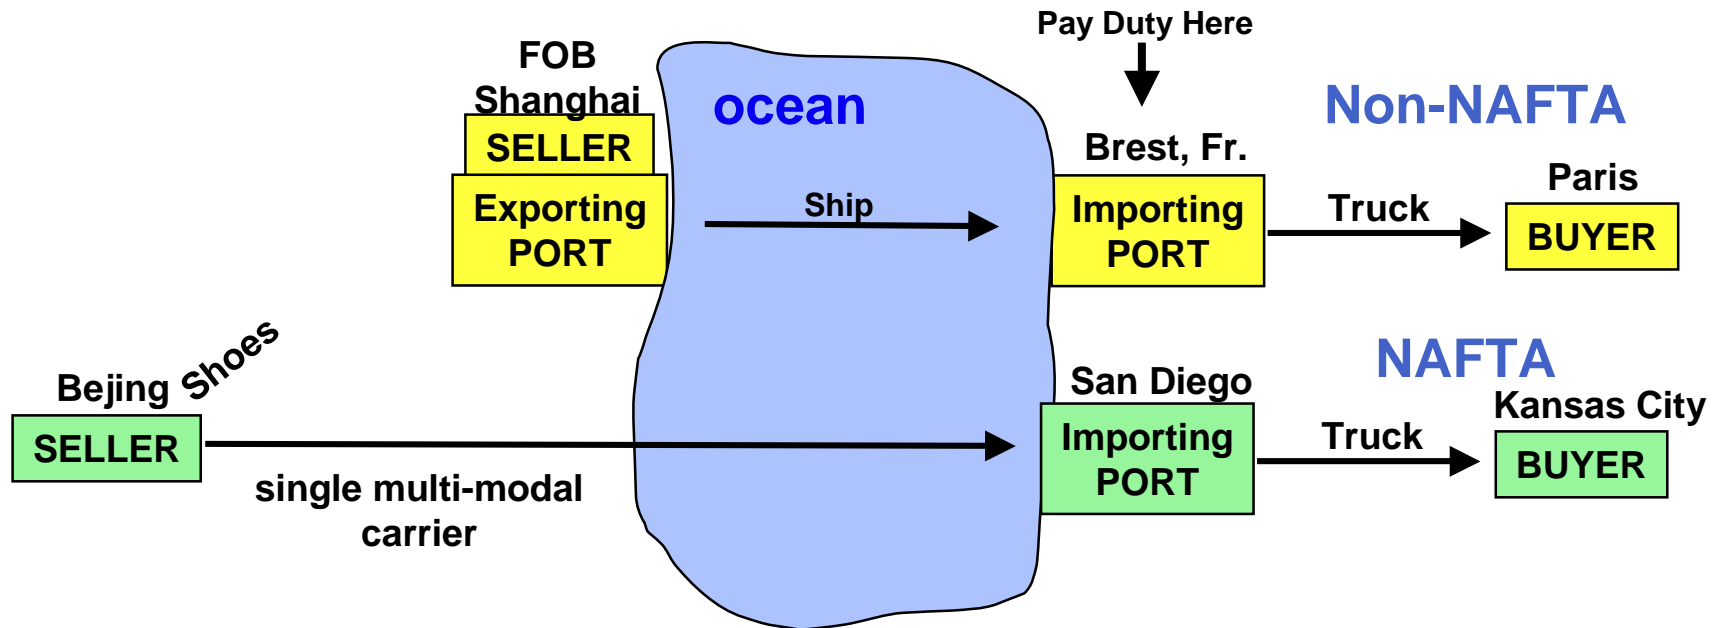 Pay Duty Here
FOB
Shanghai
SELLER
Exporting
PORT
ocean
Ship
Brest, Fr.
Importing
PORT
Non-NAFTA
Truck
Paris
BUYER
Bejing
Shoes
SELLER
single multi-modal
carrier
San Diego
Importing
PORT
NAFTA
Truck
Kansas City
BUYER